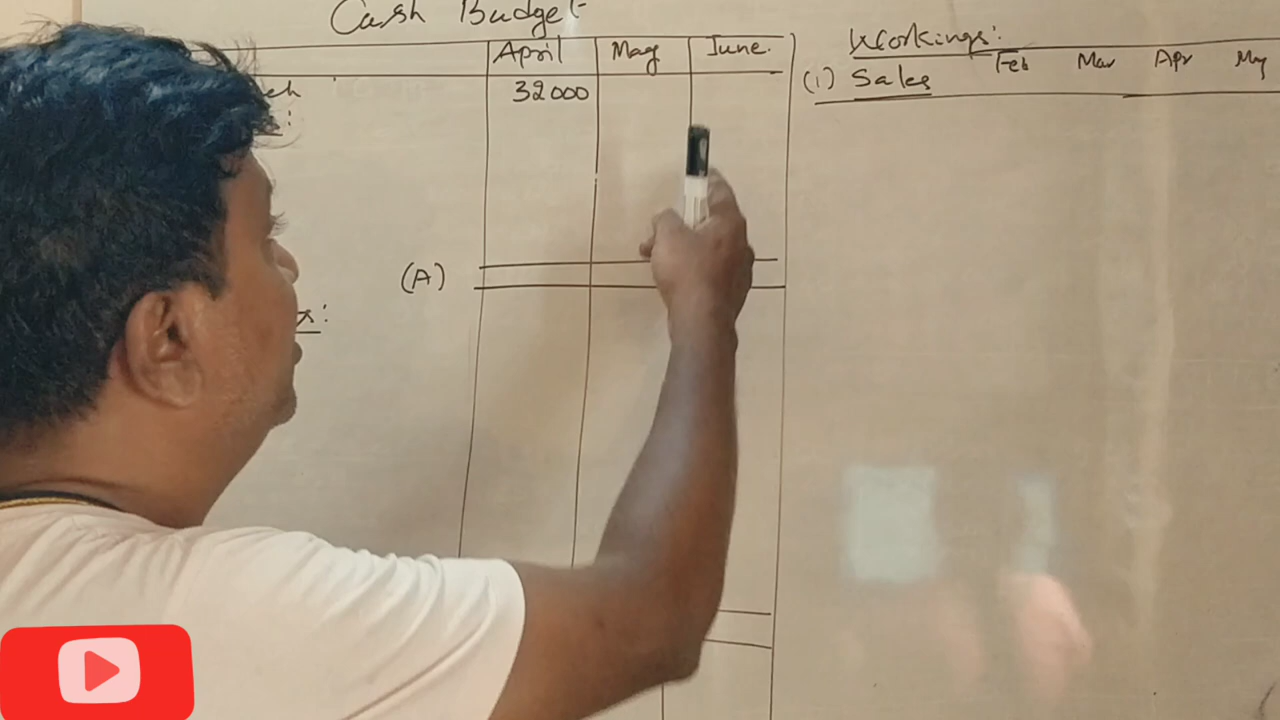 Cash Budget
April May June
32000
(A)
Workings:
Feb Mar Apr May
(1) Sales